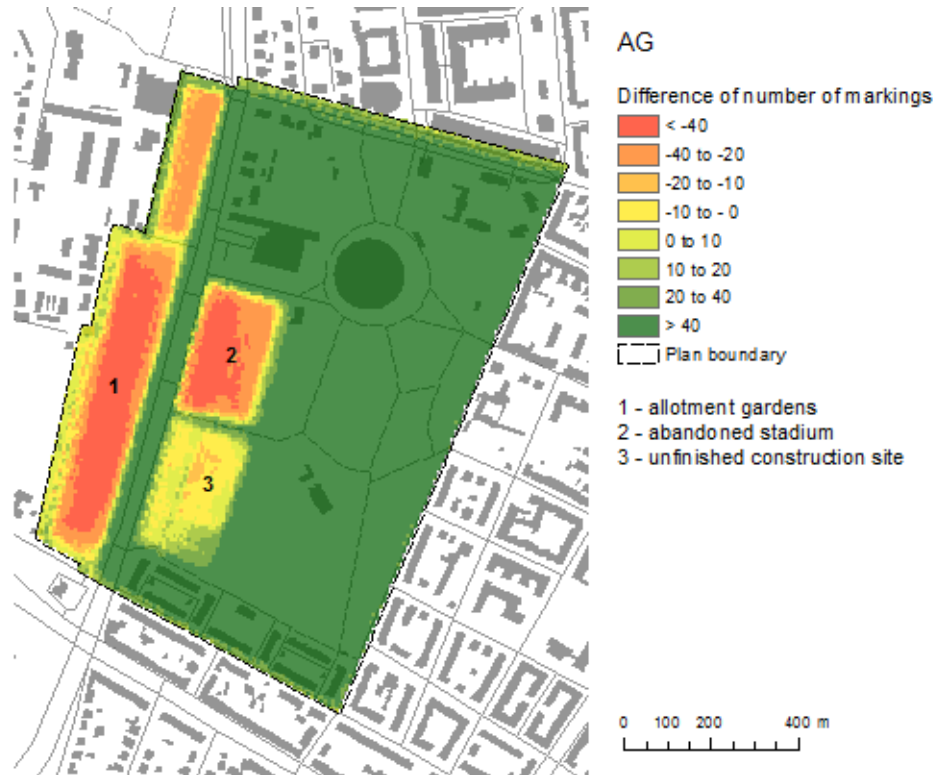 AG
Difference of number of markings
< -40
-40 to -20
-20 to -10
-10 to - 0
0 to 10
10 to 20
20 to 40
> 40
Plan boundary
1 - allotment gardens
2 - abandoned stadium
3 - unfinished construction site
1
2
3
0 100 200 400 m